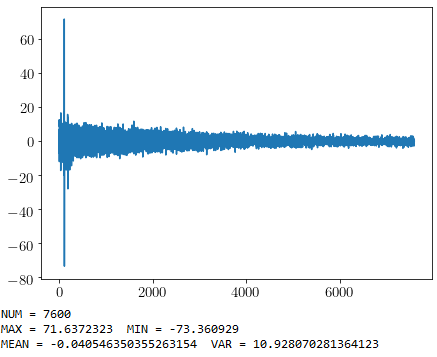 60
40
20
0
−20
−40
−60
−80
0 2000 4000 6000
NUM = 7600
MAX = 71.6372323  MIN = -73.360929
MEAN = -0.040546350355263154  VAR = 10.928070281364123